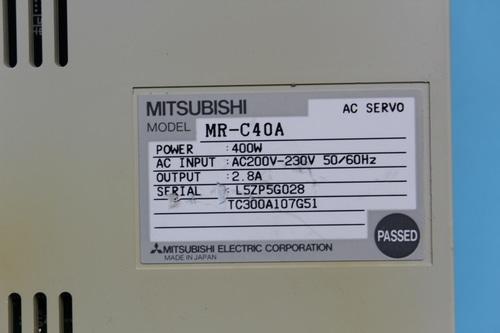 MITSUBISHI AC SERVO
MODEL MR-C40A
POWER : 400W
AC INPUT : AC200V-230V 50/60Hz
OUTPUT : 2.8A
SERIAL : L5ZP5G028
TC300A107G51
MITSUBISHI ELECTRIC CORPORATION
MADE IN JAPAN
PASSED